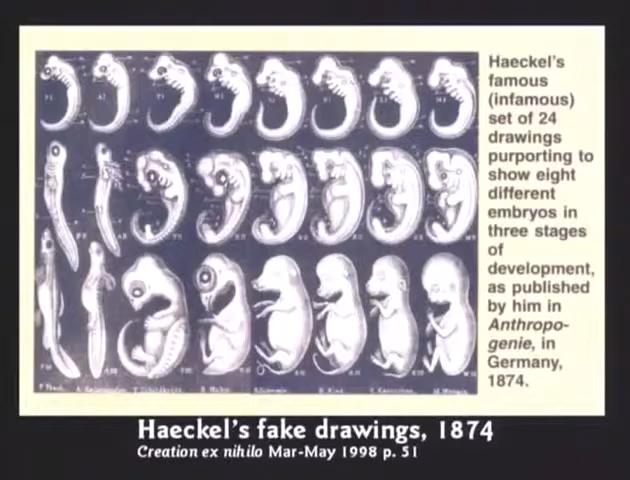 Haeckel's
famous
(infamous)
set of 24
drawings
purporting to
show eight
different
embryos in
three stages
of
development,
as published
by him in
Anthropo-
genie, in
Germany,
1874.
Haeckel's fake drawings, 1874
Creation ex nihilo Mar-May 1998 p. 51